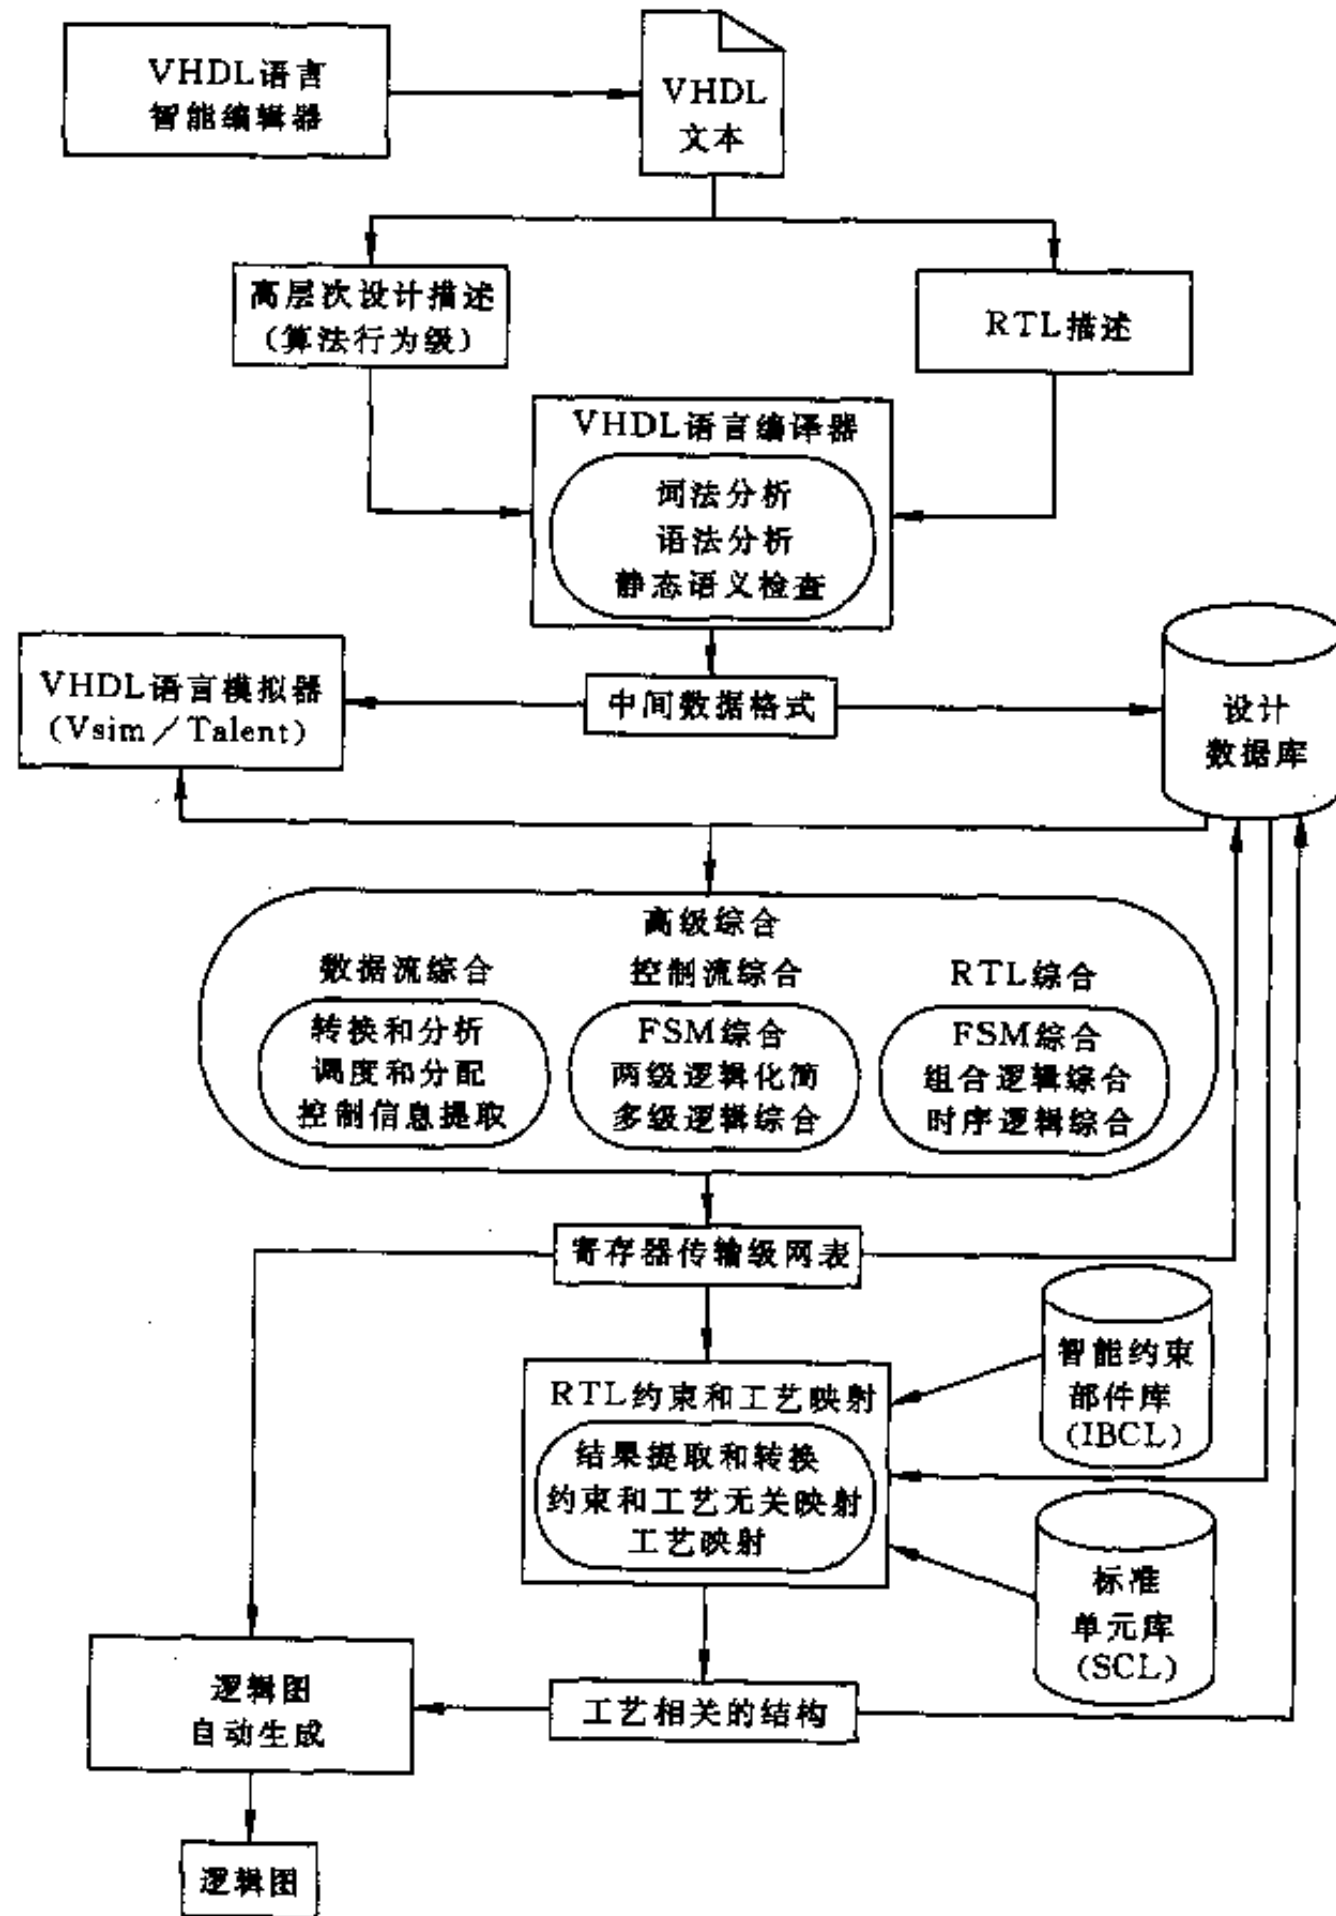 VHDL语言
智能编辑器
VHDL
文本
高层次设计描述
(算法行为级)
RTL描述
VHDL语言编译器
词法分析
语法分析
静态语义检查
VHDL语言模拟器
(Vsim／Talent)
中间数据格式
设计
数据库
高级综合
数据流综合
转换和分析
调度和分配
控制信息提取
控制流综合
FSM综合
两级逻辑化简
多级逻辑综合
RTL综合
FSM综合
组合逻辑综合
时序逻辑综合
寄存器传输级网表
RTL约束和工艺映射
结果提取和转换
约束和工艺无关映射
工艺映射
智能约束
部件库
(IBCL)
标准
单元库
(SCL)
逻辑图
自动生成
工艺相关的结构
逻辑图